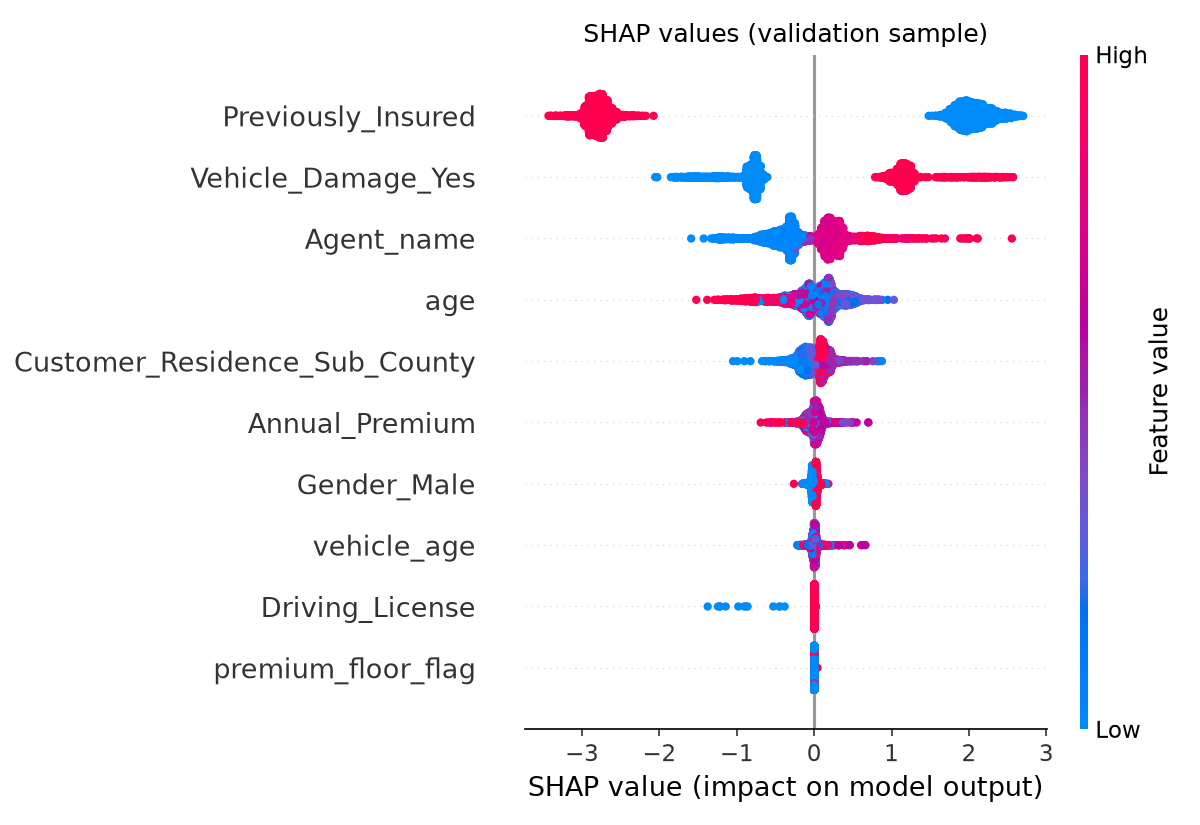 SHAP values (validation sample)
High
Previously_Insured
Vehicle_Damage_Yes
Agent_name
age
Customer_Residence_Sub_County
Annual_Premium
Gender_Male
vehicle_age
Driving_License
premium_floor_flag
Feature value
Low
−3 −2 −1 0 1 2 3
SHAP value (impact on model output)